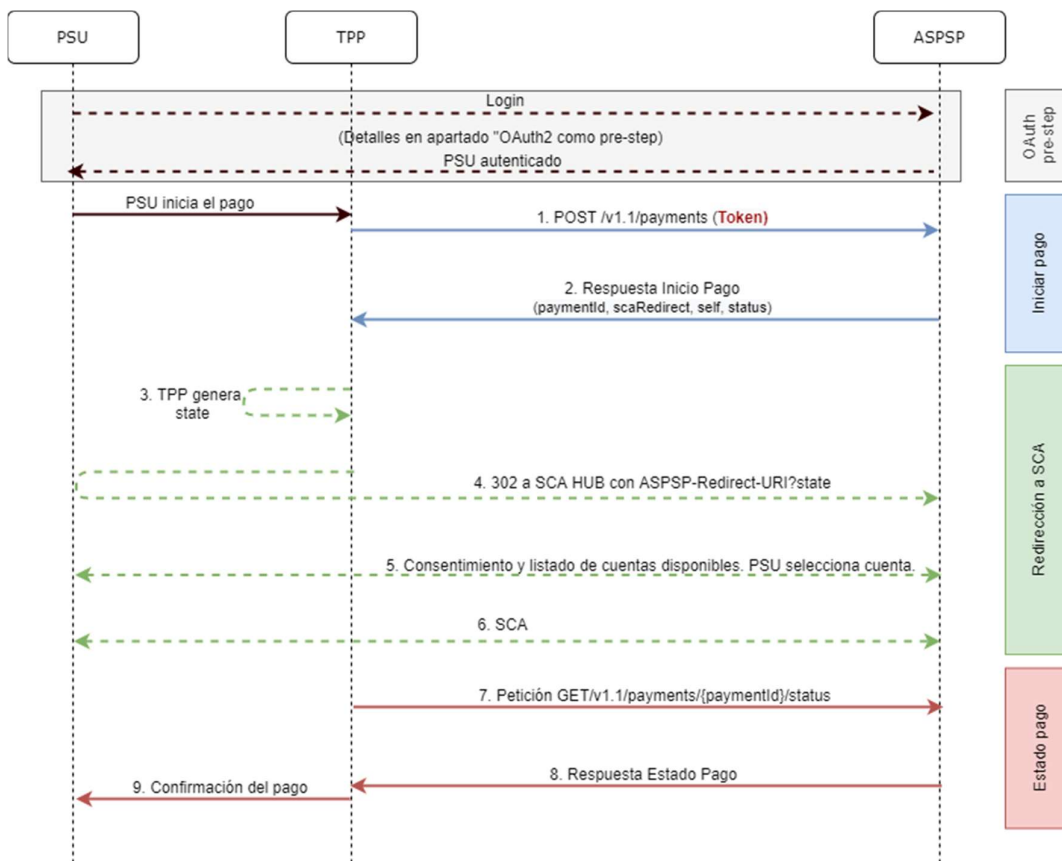 PSU
TPP
ASPSP
Login
(Detalles en apartado "OAuth2 como pre-step)
PSU autenticado
OAuth
pre-step
PSU inicia el pago
1. POST /v1.1/payments (Token)
2. Respuesta Inicio Pago
(paymentId, scaRedirect, self, status)
Iniciar pago
3. TPP genera
state
4. 302 a SCA HUB con ASPSP-Redirect-URI?state
5. Consentimiento y listado de cuentas disponibles. PSU selecciona cuenta.
6. SCA
Redirección a SCA
7. Petición GET/v1.1/payments/{paymentId}/status
8. Respuesta Estado Pago
9. Confirmación del pago
Estado pago